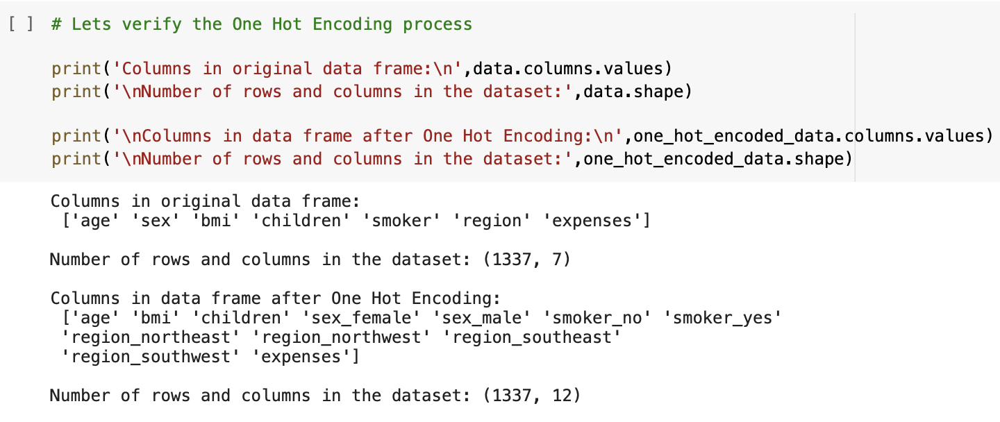 [ ] # Lets verify the One Hot Encoding process
print('Columns in original data frame:\n',data.columns.values)
print('\nNumber of rows and columns in the dataset:',data.shape)
print('\nColumns in data frame after One Hot Encoding:\n',one_hot_encoded_data.columns.values)
print('\nNumber of rows and columns in the dataset:',one_hot_encoded_data.shape)
Columns in original data frame:
['age' 'sex' 'bmi' 'children' 'smoker' 'region' 'expenses']
Number of rows and columns in the dataset: (1337, 7)
Columns in data frame after One Hot Encoding:
['age' 'bmi' 'children' 'sex_female' 'sex_male' 'smoker_no' 'smoker_yes'
'region_northeast' 'region_northwest' 'region_southeast'
'region_southwest' 'expenses']
Number of rows and columns in the dataset: (1337, 12)